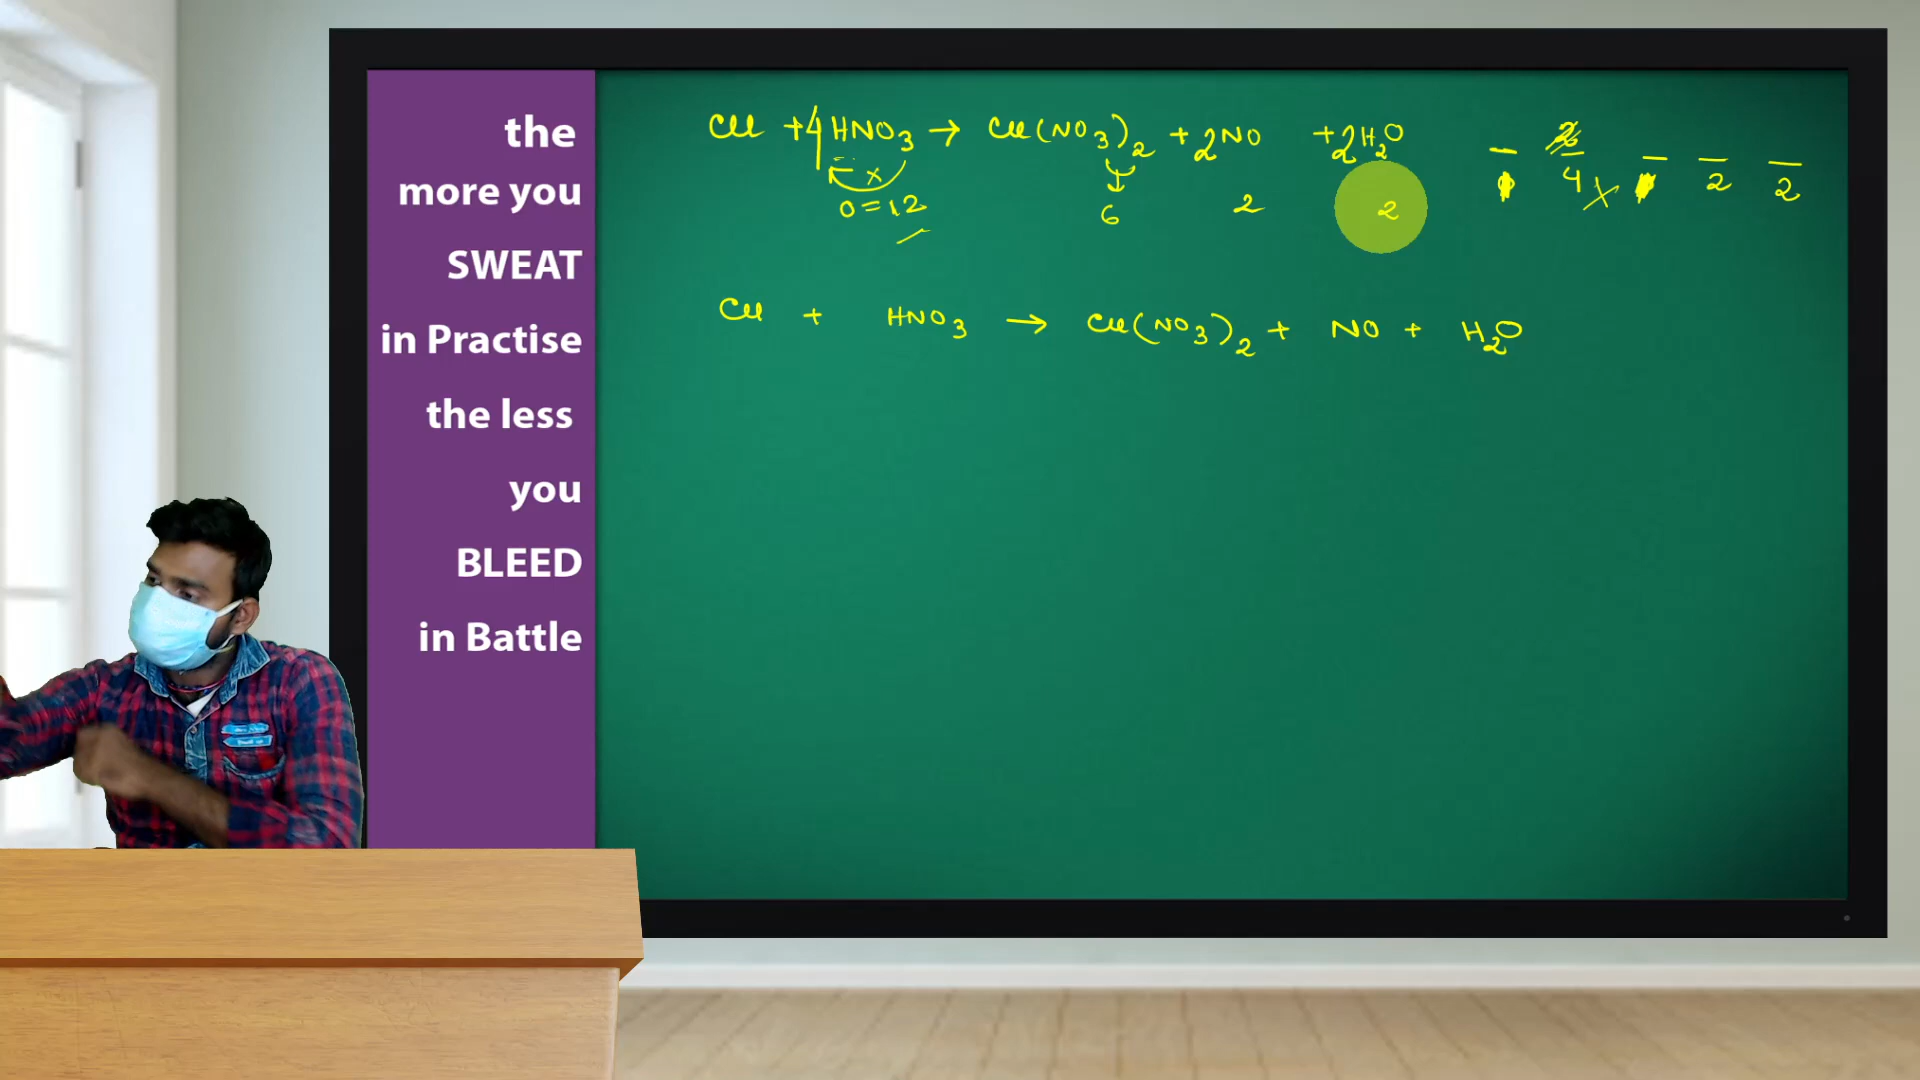 the
more you
SWEAT
in Practise
the less
you
BLEED
in Battle
Cu +4HNO3 → Cu(NO3)2 +2NO +2H2O
4 2 2
x
O=12 6 2 2
Cu + HNO3 → Cu(NO3)2 + NO + H2O